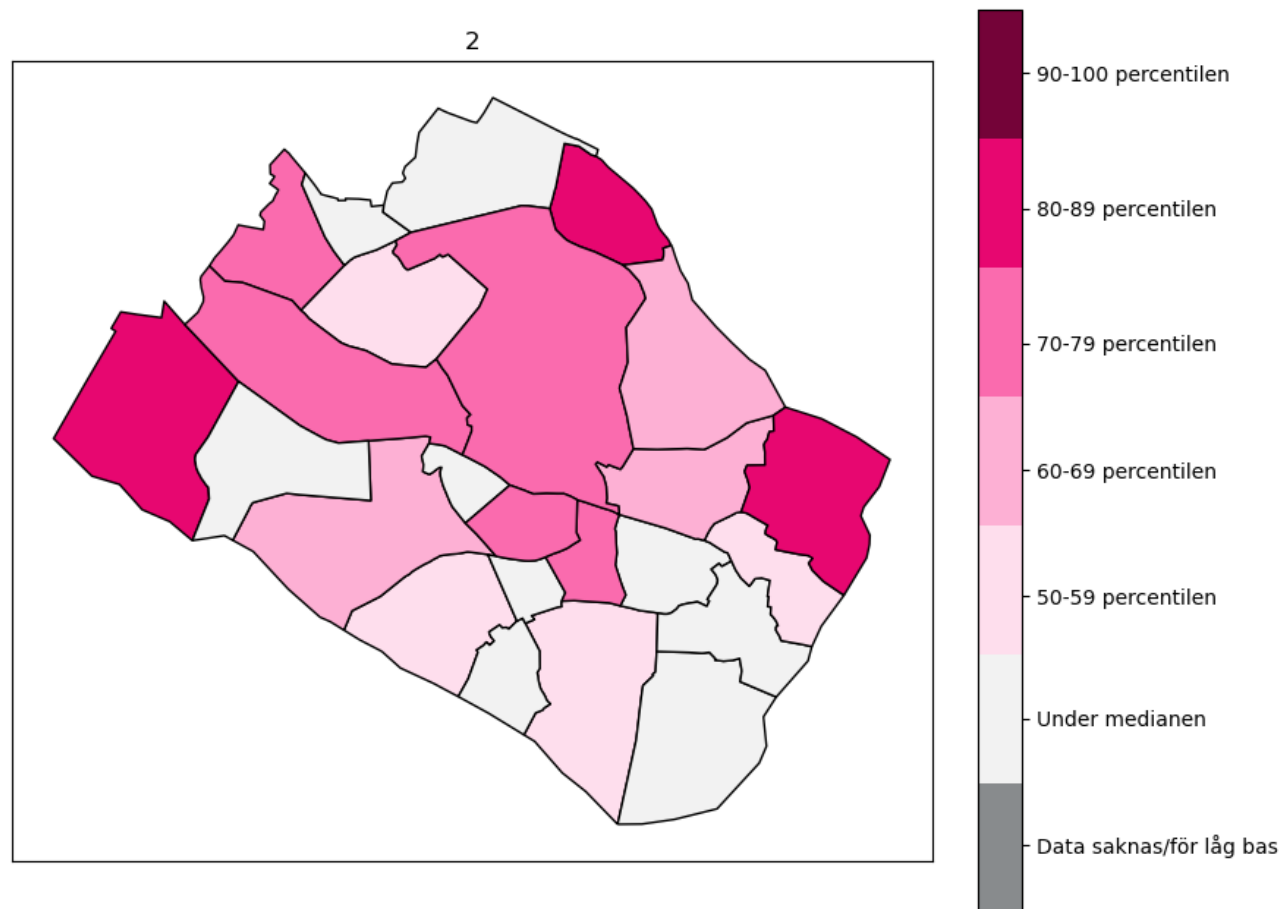 2
90-100 percentilen
80-89 percentilen
70-79 percentilen
60-69 percentilen
50-59 percentilen
Under medianen
Data saknas/för låg bas